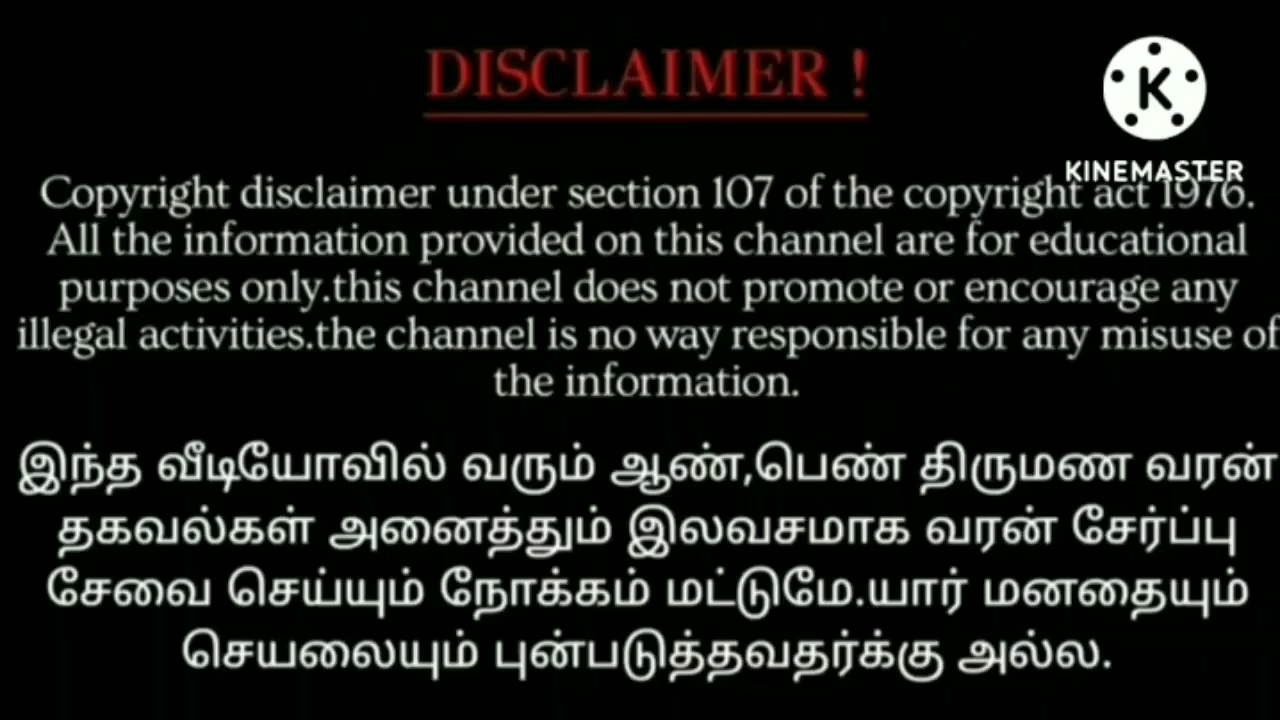 DISCLAIMER !
KINEMASTER
Copyright disclaimer under section 107 of the copyright act 1976.
All the information provided on this channel are for educational
purposes only.this channel does not promote or encourage any
illegal activities.the channel is no way responsible for any misuse of
the information.
இந்த வீடியோவில் வரும் ஆண்,பெண் திருமண வரன்
தகவல்கள் அனைத்தும் இலவசமாக வரன் சேர்ப்பு
சேவை செய்யும் நோக்கம் மட்டுமே.யார் மனதையும்
செயலையும் புன்படுத்தவதர்க்கு அல்ல.